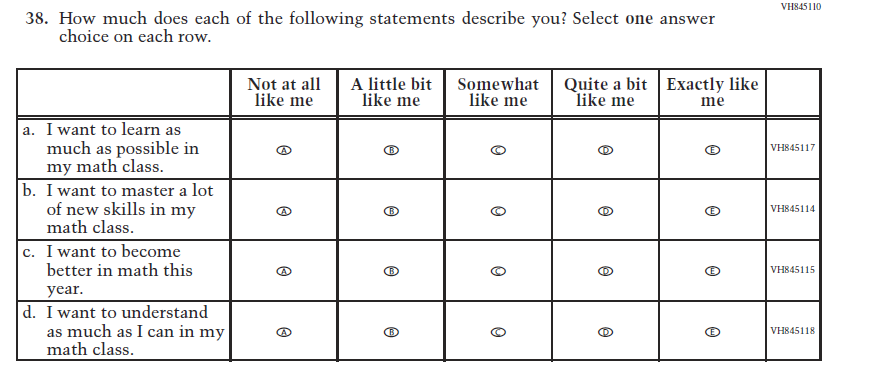 VH845110
38. How much does each of the following statements describe you? Select one answer
choice on each row.
Not at all like me
A little bit like me
Somewhat like me
Quite a bit like me
Exactly like me
a. I want to learn as
much as possible in
my math class.
A B C D E VH845117
b. I want to master a lot
of new skills in my
math class.
A B C D E VH845114
c. I want to become
better in math this
year.
A B C D E VH845115
d. I want to understand
as much as I can in my
math class.
A B C D E VH845118